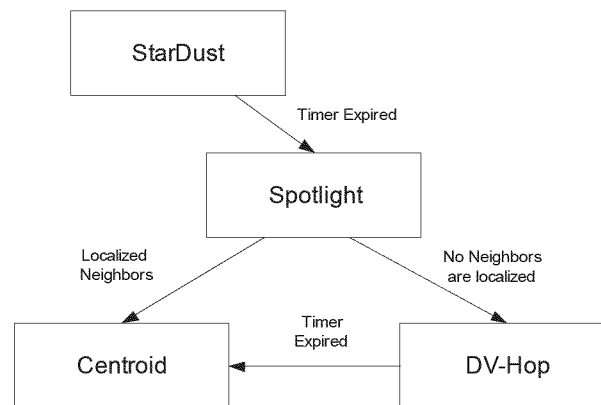 StarDust
Timer Expired
Spotlight
Localized
Neighbors
No Neighbors
are localized
Timer
Expired
Centroid
DV-Hop